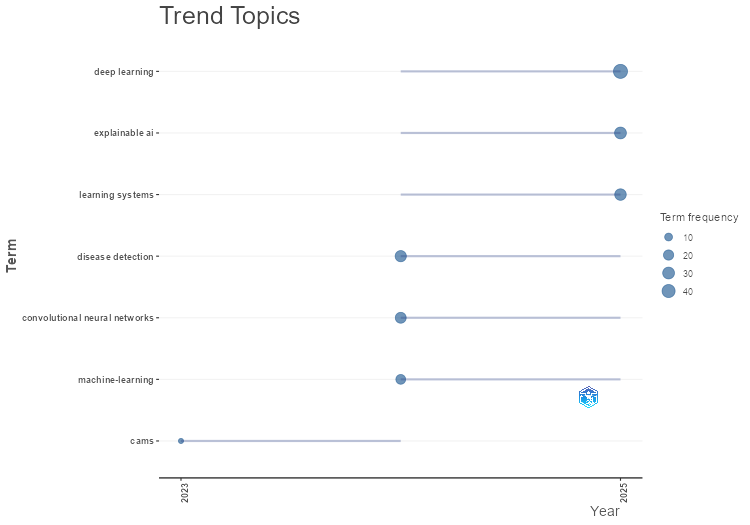 Trend Topics
deep learning
explainable ai
learning systems
disease detection
convolutional neural networks
machine-learning
cams
Term
2023
2025
Year
Term frequency
10
20
30
40